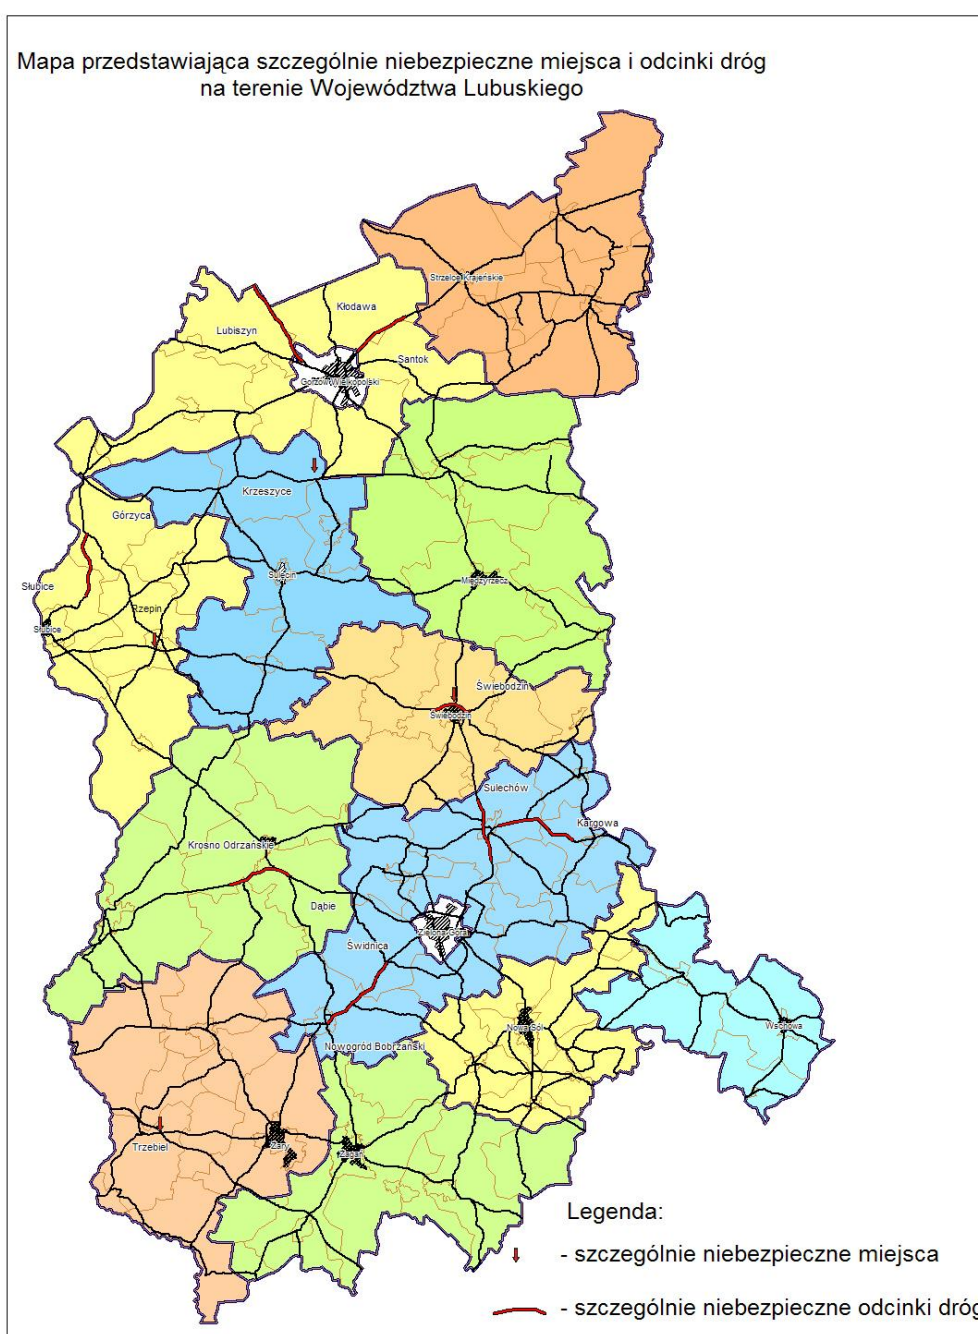 Mapa przedstawiająca szczególnie niebezpieczne miejsca i odcinki dróg
na terenie Województwa Lubuskiego
Strzelce Krajeńskie
Kłodawa
Lubiszyn
Santok
Gorzów Wielkopolski
Krzeszyce
Górzyca
Sulęcin
Międzyrzecz
Słubice
Rzepin
Słubice
Świebodzin
Świebodzin
Sulechów
Kargowa
Krosno Odrzańskie
Dąbie
Zielona Góra
Świdnica
Nowa Sól
Wschowa
Nowogród Bobrzański
Trzebiel
Żary
Żagań
Legenda:
- szczególnie niebezpieczne miejsca
- szczególnie niebezpieczne odcinki dróg